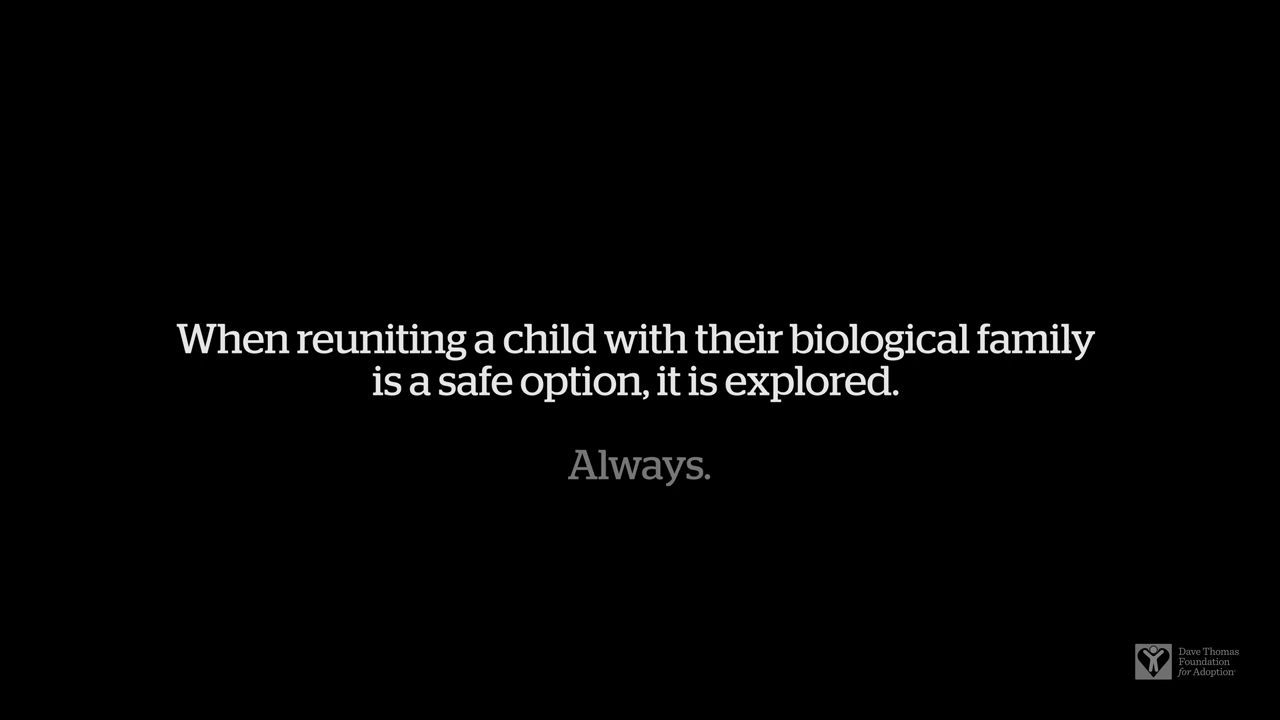 When reuniting a child with their biological family
is a safe option, it is explored.
Always.
Dave Thomas
Foundation
for Adoption